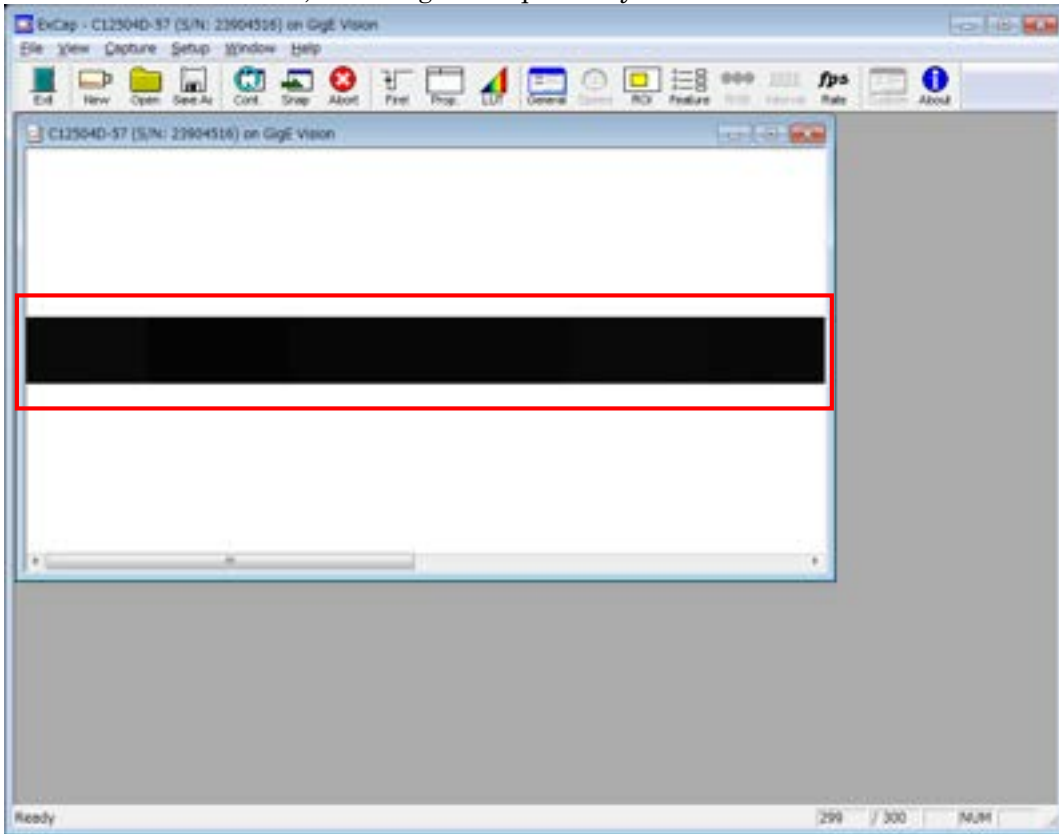 ExCap - C12504D-57 (S/N: 23904516) on GigE Vision
File View Capture Setup Window Help
Exit New Open Save As Cont. Snap Abort First Prop. LUT General ROI Feature fps Rate About
C12504D-57 (S/N: 23904516) on GigE Vision
Ready 299 / 300 NUM